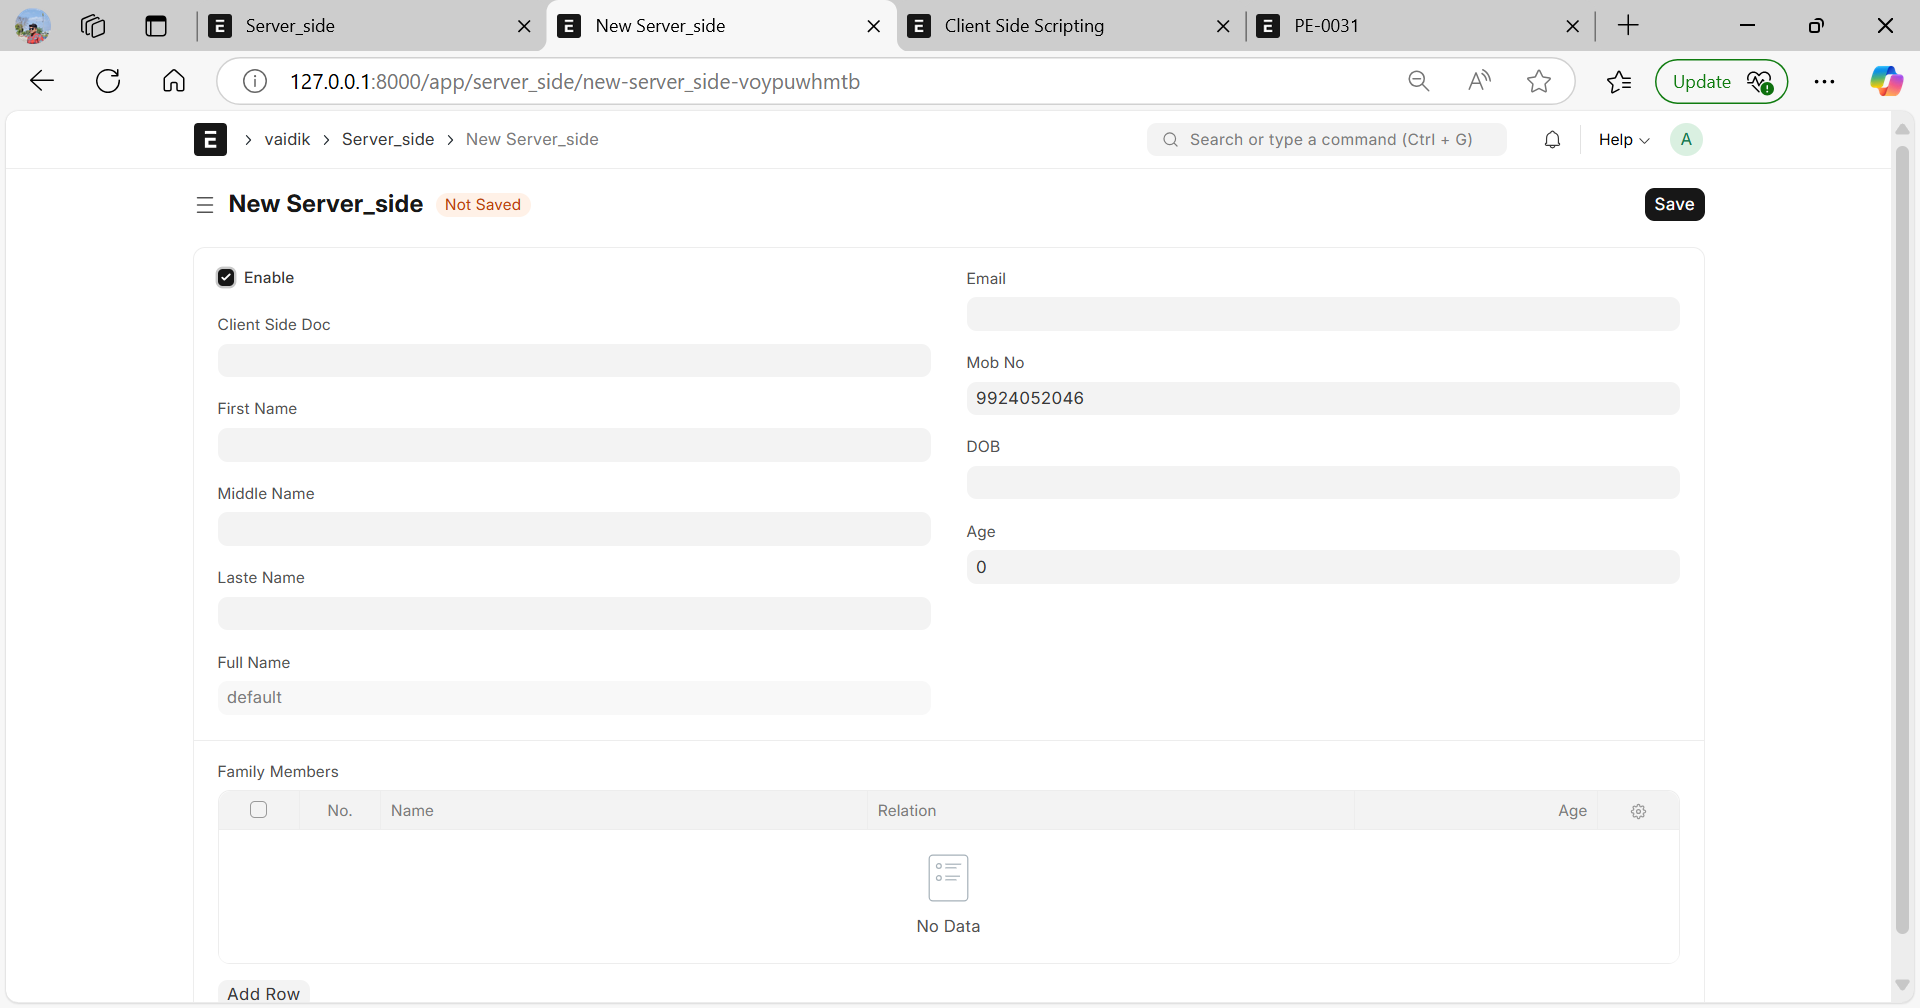 Server_side
New Server_side
Client Side Scripting
PE-0031
127.0.0.1:8000/app/server_side/new-server_side-voypuwhmtb
Update
E
vaidik
Server_side
New Server_side
Search or type a command (Ctrl + G)
Help
A
New Server_side
Not Saved
Save
Enable
Client Side Doc
First Name
Middle Name
Laste Name
Full Name
default
Email
Mob No
9924052046
DOB
Age
0
Family Members
No.
Name
Relation
Age
No Data
Add Row